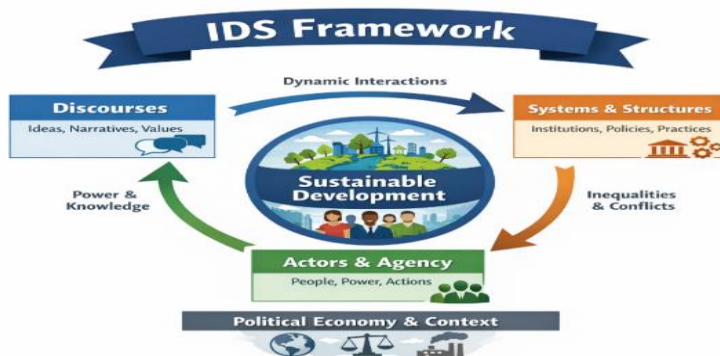 IDS Framework
Dynamic Interactions
Discourses
Ideas, Narratives, Values
Systems & Structures
Institutions, Policies, Practices
Sustainable
Development
Power &
Knowledge
Inequalities
& Conflicts
Actors & Agency
People, Power, Actions
Political Economy & Context